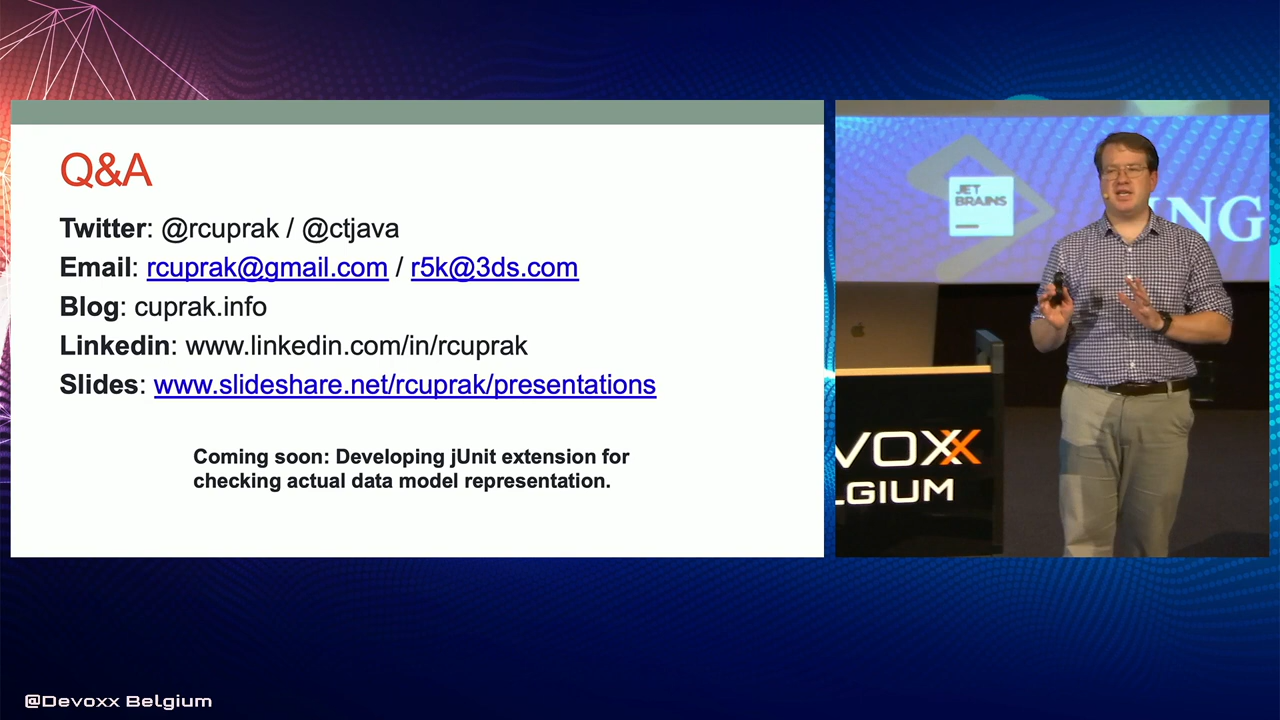 Q&A
Twitter: @rcuprak / @ctjava
Email: rcuprak@gmail.com / r5k@3ds.com
Blog: cuprak.info
Linkedin: www.linkedin.com/in/rcuprak
Slides: www.slideshare.net/rcuprak/presentations
Coming soon: Developing jUnit extension for
checking actual data model representation.
JET
BRAINS
ING
VOXX
LGIUM
@Devoxx Belgium